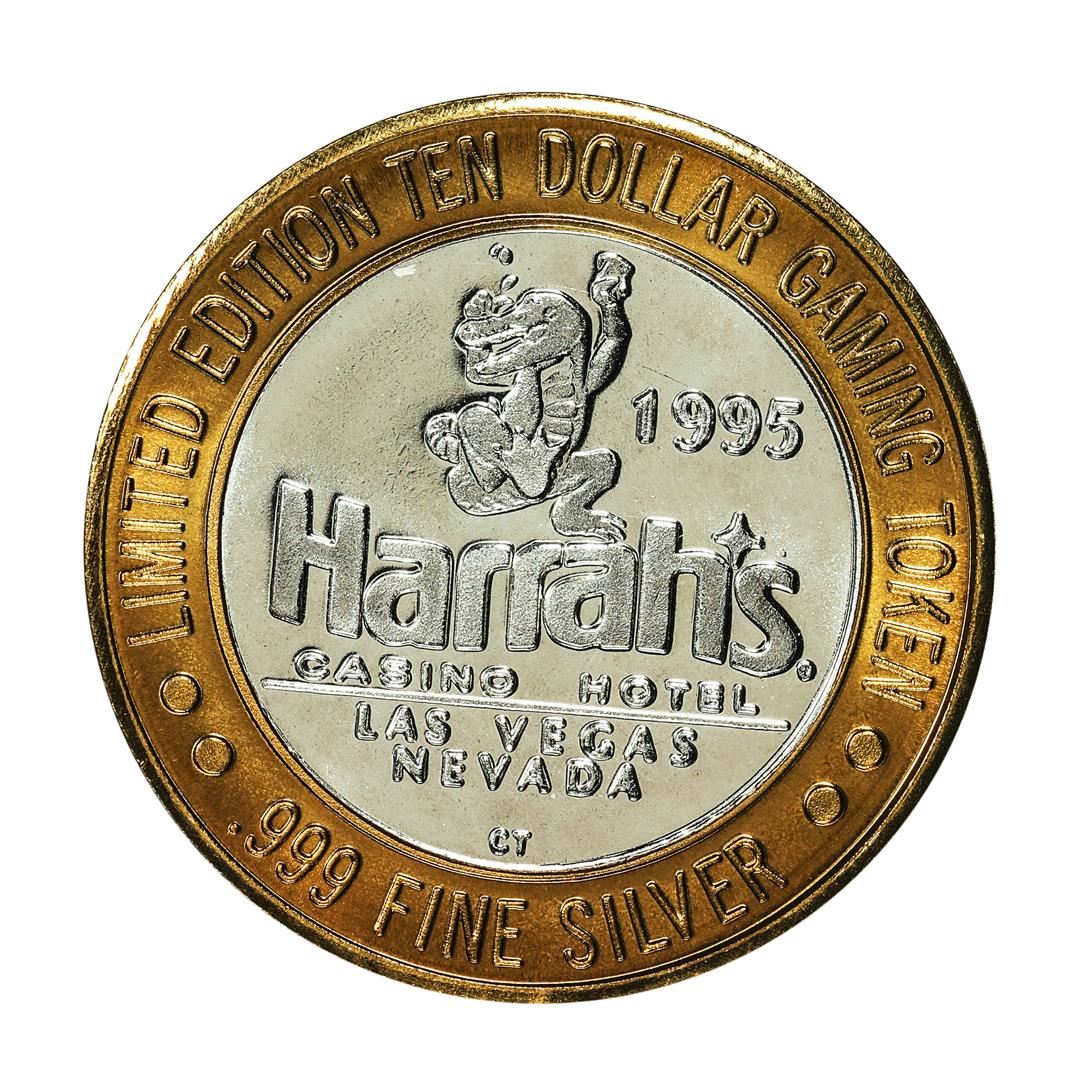 LIMITED EDITION TEN DOLLAR GAMING TOKEN
1995
Harrah's®
CASINO HOTEL
LAS VEGAS
NEVADA
CT
.999 FINE SILVER